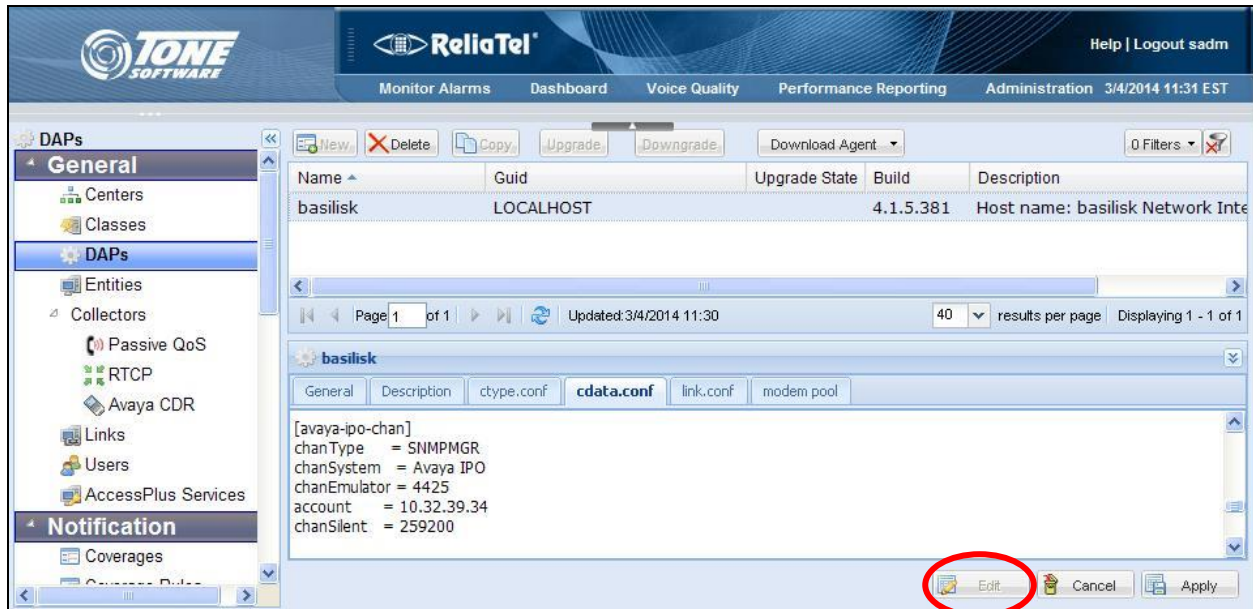 TONE SOFTWARE
ReliaTel
Help | Logout sadm
Monitor Alarms Dashboard Voice Quality Performance Reporting Administration 3/4/2014 11:31 EST
DAPs
General
Centers
Classes
DAPs
Entities
Collectors
Passive QoS
RTCP
Avaya CDR
Links
Users
AccessPlus Services
Notification
Coverages
New Delete Copy Upgrade Downgrade Download Agent 0 Filters
Name Guid Upgrade State Build Description
basilisk LOCALHOST 4.1.5.381 Host name: basilisk Network Inte
Page 1 of 1 Updated:3/4/2014 11:30 40 results per page Displaying 1 - 1 of 1
basilisk
General Description ctype.conf cdata.conf link.conf modem pool
[avaya-ipo-chan]
chanType = SNMPMGR
chanSystem = Avaya IPO
chanEmulator = 4425
account = 10.32.39.34
chanSilent = 259200
Edit Cancel Apply